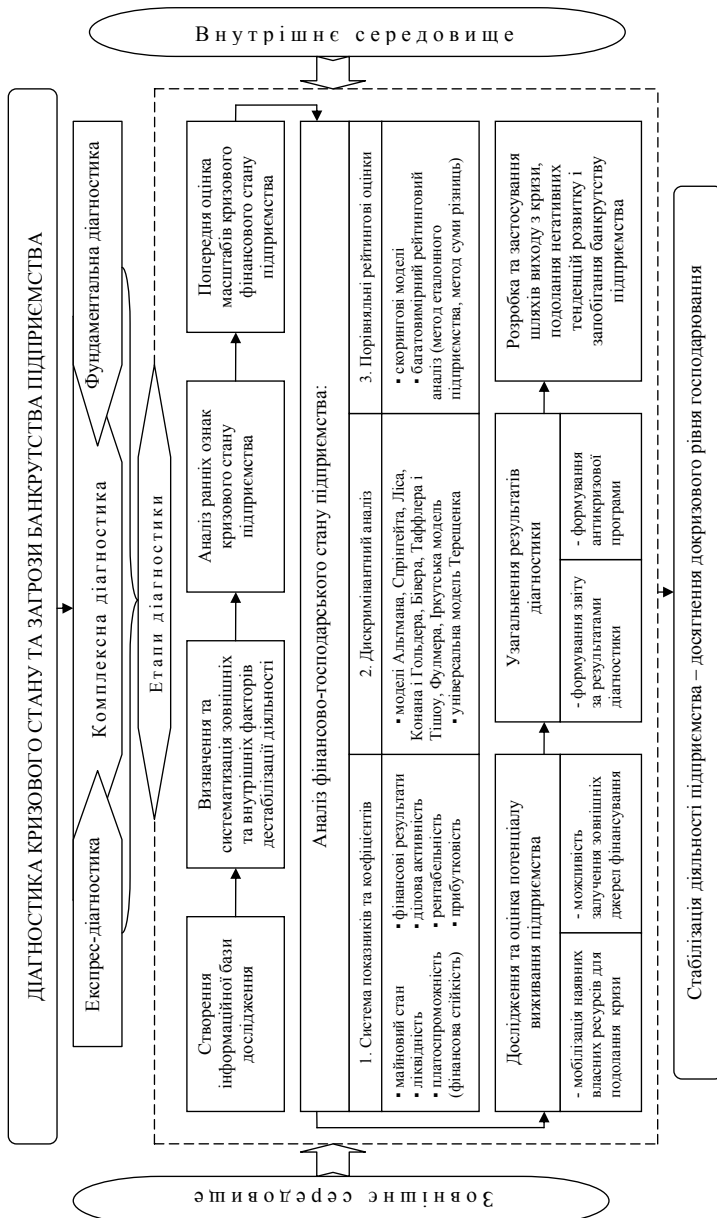 ДІАГНОСТИКА КРИЗОВОГО СТАНУ ТА ЗАГРОЗИ БАНКРУТСТВА ПІДПРИЄМСТВА
Експрес-діагностика
Комплексна діагностика
Фундаментальна діагностика
Етапи діагностики
Зовнішнє середовище
Внутрішнє середовище
Створення
інформаційної бази
дослідження
Визначення та
систематизація зовнішніх
та внутрішніх факторів
дестабілізації діяльності
Аналіз ранніх ознак
кризового стану
підприємства
Попередня оцінка
масштабів кризового
фінансового стану
підприємства
Аналіз фінансово-господарського стану підприємства:
1. Система показників та коефіцієнтів
▪ майновий стан
▪ ліквідність
▪ платоспроможність
(фінансова стійкість)
▪ фінансові результати
▪ ділова активність
▪ рентабельність
▪ прибутковість
2. Дискримінантний аналіз
▪ моделі Альтмана, Спрінгейта, Ліса,
Конана і Гольдера, Бівера, Таффлера і
Тішоу, Фулмера, Іркутська модель
▪ універсальна модель Терещенка
3. Порівняльні рейтингові оцінки
▪ скорингові моделі
▪ багатовимірний рейтинговий
аналіз (метод еталонного
підприємства, метод суми різниць)
Дослідження та оцінка потенціалу
виживання підприємства
- мобілізація наявних
власних ресурсів для
подолання кризи
- можливість
залучення зовнішніх
джерел фінансування
Узагальнення результатів
діагностики
- формування звіту
за результатами
діагностики
- формування
антикризової
програми
Розробка та застосування
шляхів виходу з кризи,
подолання негативних
тенденцій розвитку і
запобігання банкрутству
підприємства
Стабілізація діяльності підприємства – досягнення докризового рівня господарювання